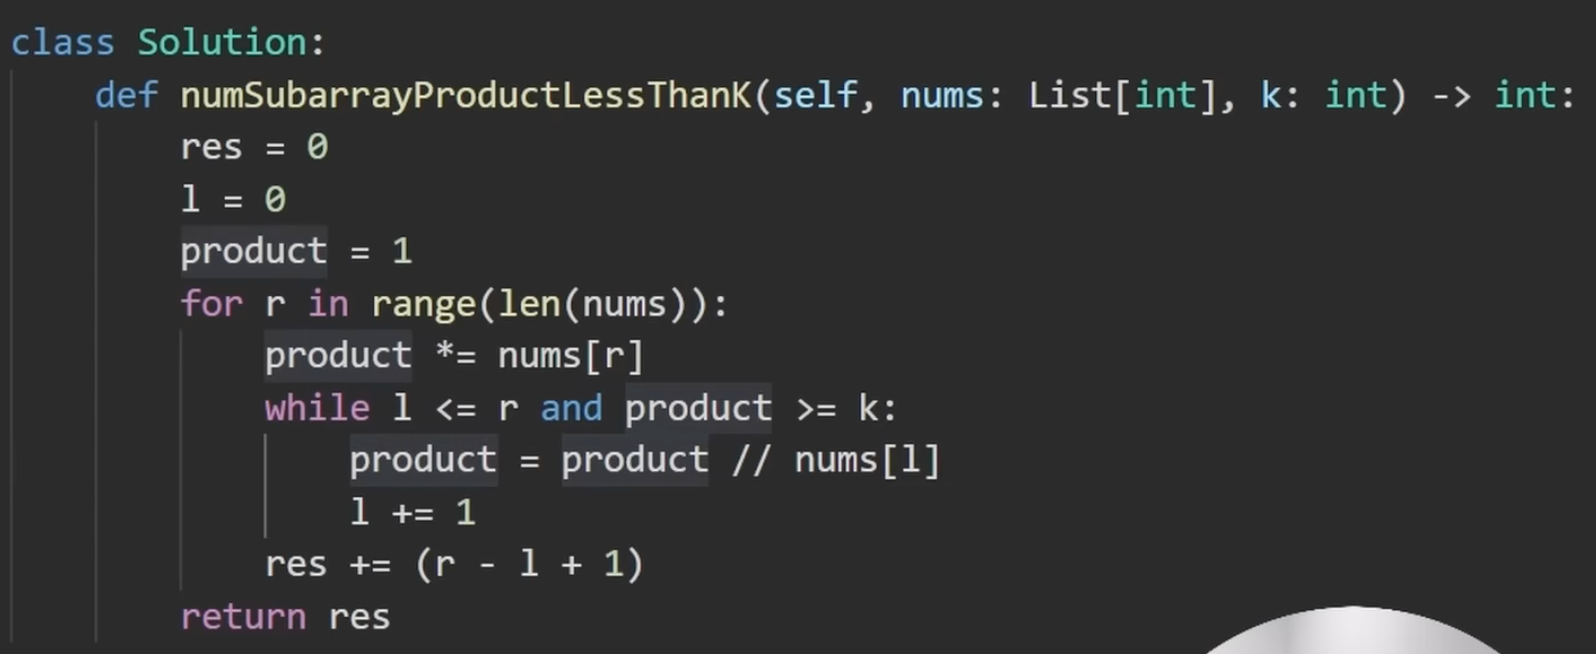 class Solution:
    def numSubarrayProductLessThanK(self, nums: List[int], k: int) -> int:
        res = 0
        l = 0
        product = 1
        for r in range(len(nums)):
            product *= nums[r]
            while l <= r and product >= k:
                product = product // nums[l]
                l += 1
            res += (r - l + 1)
        return res